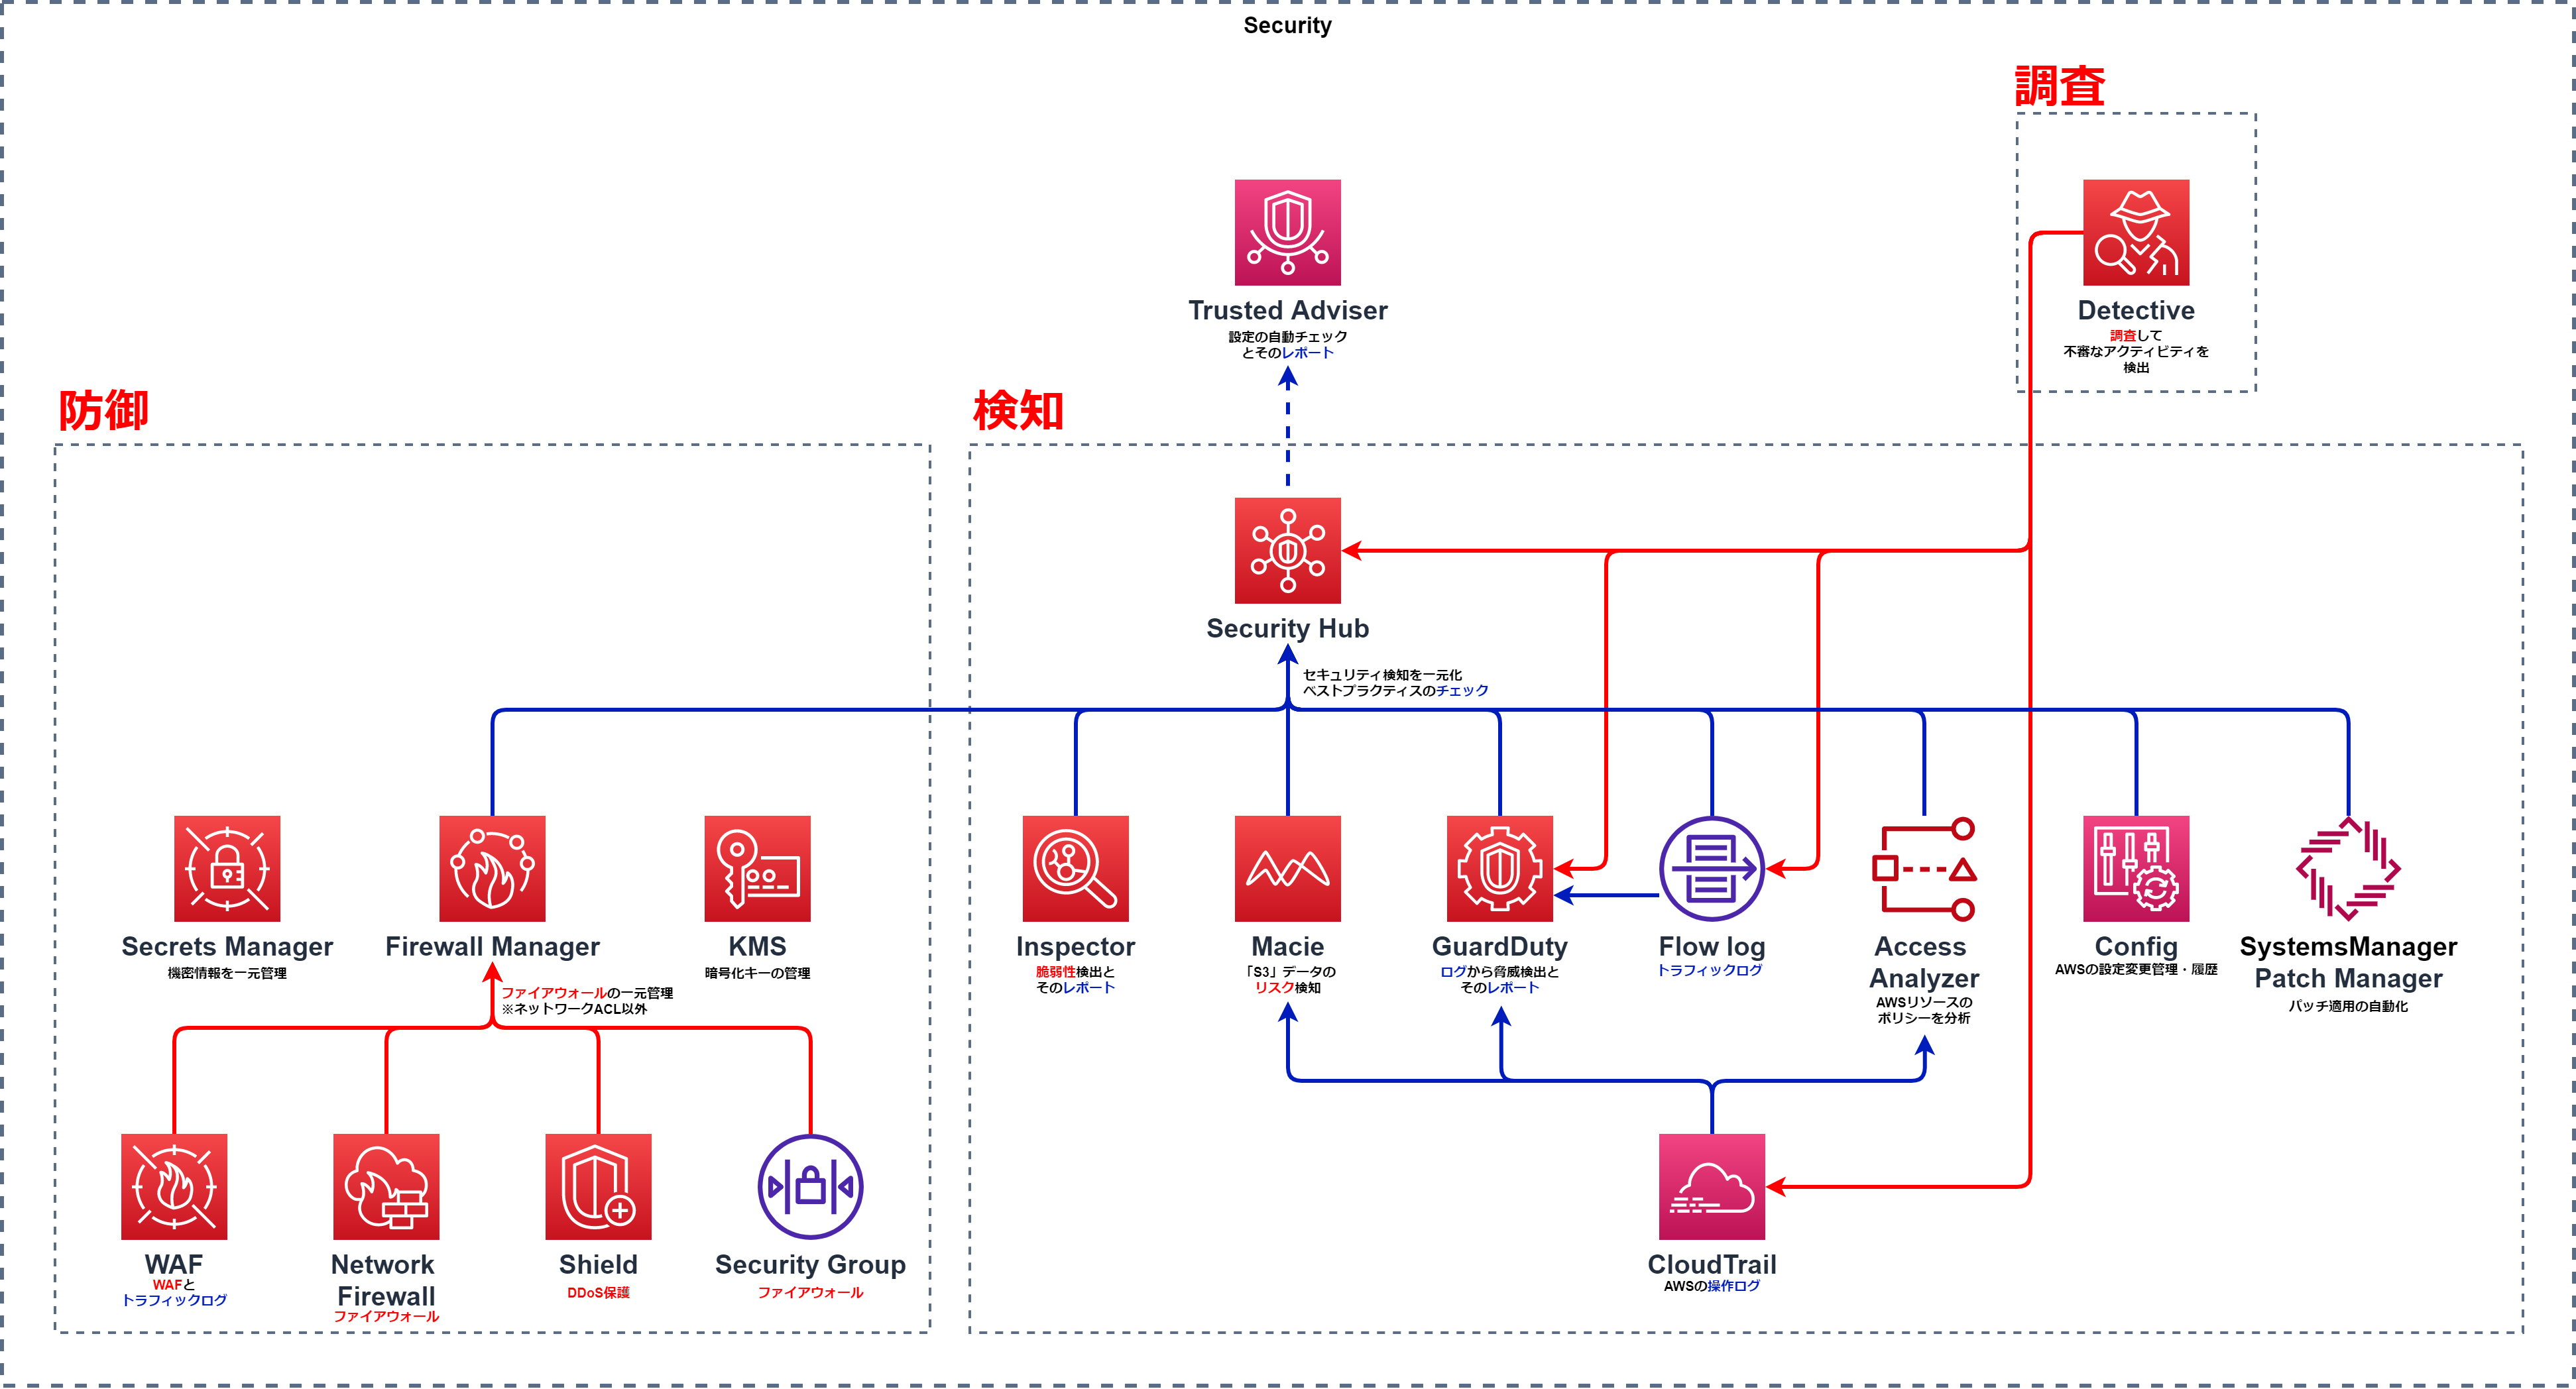 Security
調査
Trusted Adviser
設定の自動チェック
とそのレポート
Detective
調査して
不審なアクティビティを
検出
防御
検知
Security Hub
セキュリティ検知を一元化
ベストプラクティスのチェック
Secrets Manager
機密情報を一元管理
Firewall Manager
ファイアウォールの一元管理
※ネットワークACL以外
KMS
暗号化キーの管理
Inspector
脆弱性検出と
そのレポート
Macie
「S3」データの
リスク検知
GuardDuty
ログから脅威検出と
そのレポート
Flow log
トラフィックログ
Access
Analyzer
AWSリソースの
ポリシーを分析
Config
AWSの設定変更管理・履歴
SystemsManager
Patch Manager
パッチ適用の自動化
WAF
WAFと
トラフィックログ
Network
Firewall
ファイアウォール
Shield
DDoS保護
Security Group
ファイアウォール
CloudTrail
AWSの操作ログ